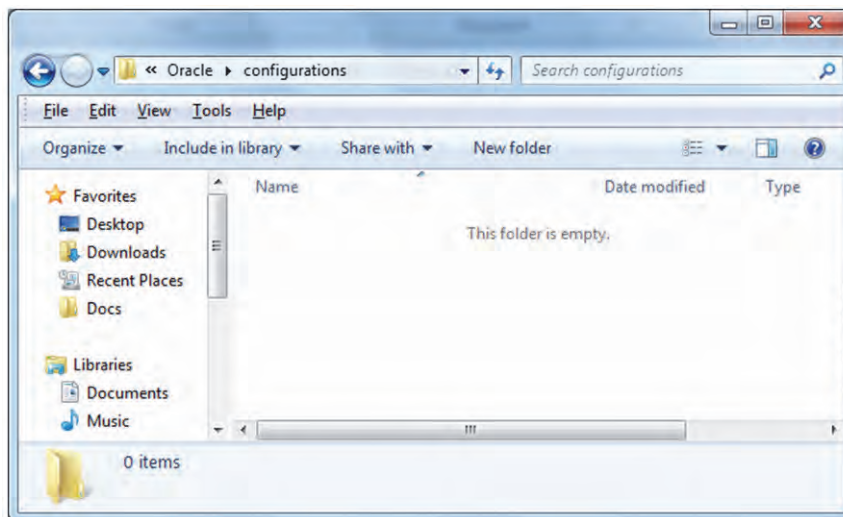 « Oracle ▸ configurations
Search configurations
File Edit View Tools Help
Organize Include in library Share with New folder
Favorites
Desktop
Downloads
Recent Places
Docs
Libraries
Documents
Music
Name Date modified Type
This folder is empty.
0 items